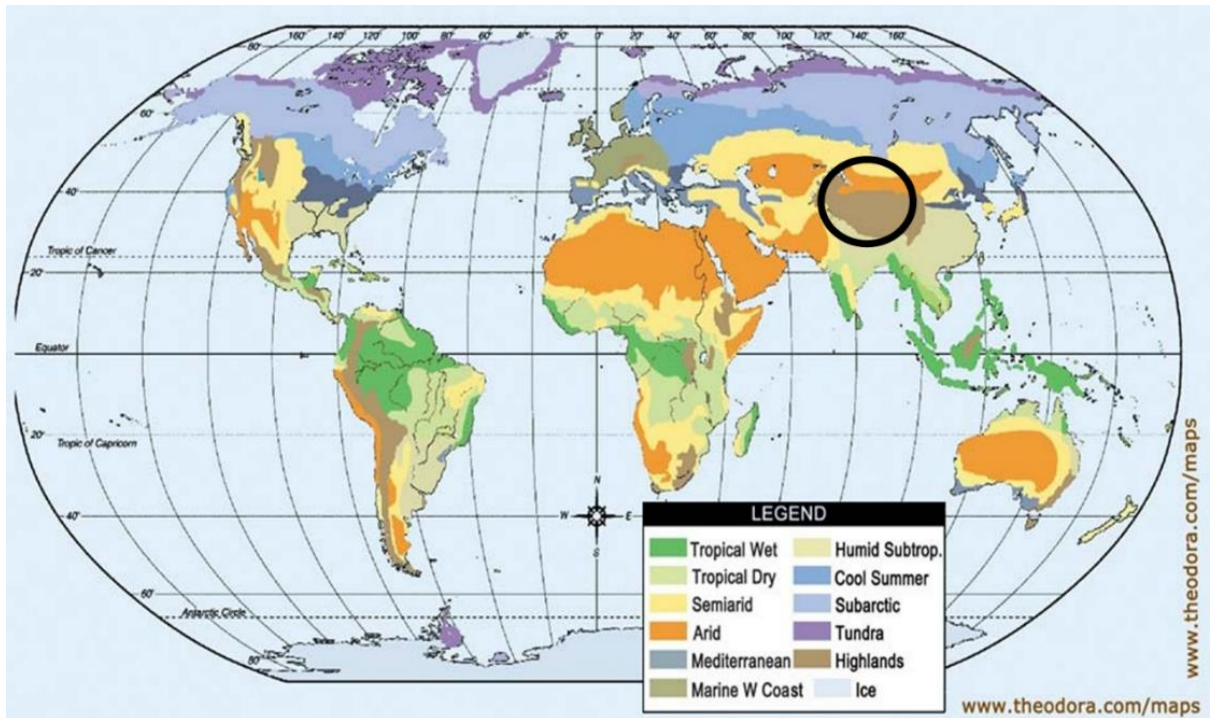 160° 140° 120° 100° 80° 60° 40° 20° 0° 20° 40° 60° 80° 100° 120° 140° 160°
80°
60°
40°
Tropic of Cancer
20°
Equator
0°
20°
Tropic of Capricorn
40°
60°
Antarctic Circle
80°
N
W E
S
LEGEND
Tropical Wet
Tropical Dry
Semiarid
Arid
Mediterranean
Marine W Coast
Humid Subtrop.
Cool Summer
Subarctic
Tundra
Highlands
Ice
www.theodora.com/maps
www.theodora.com/maps